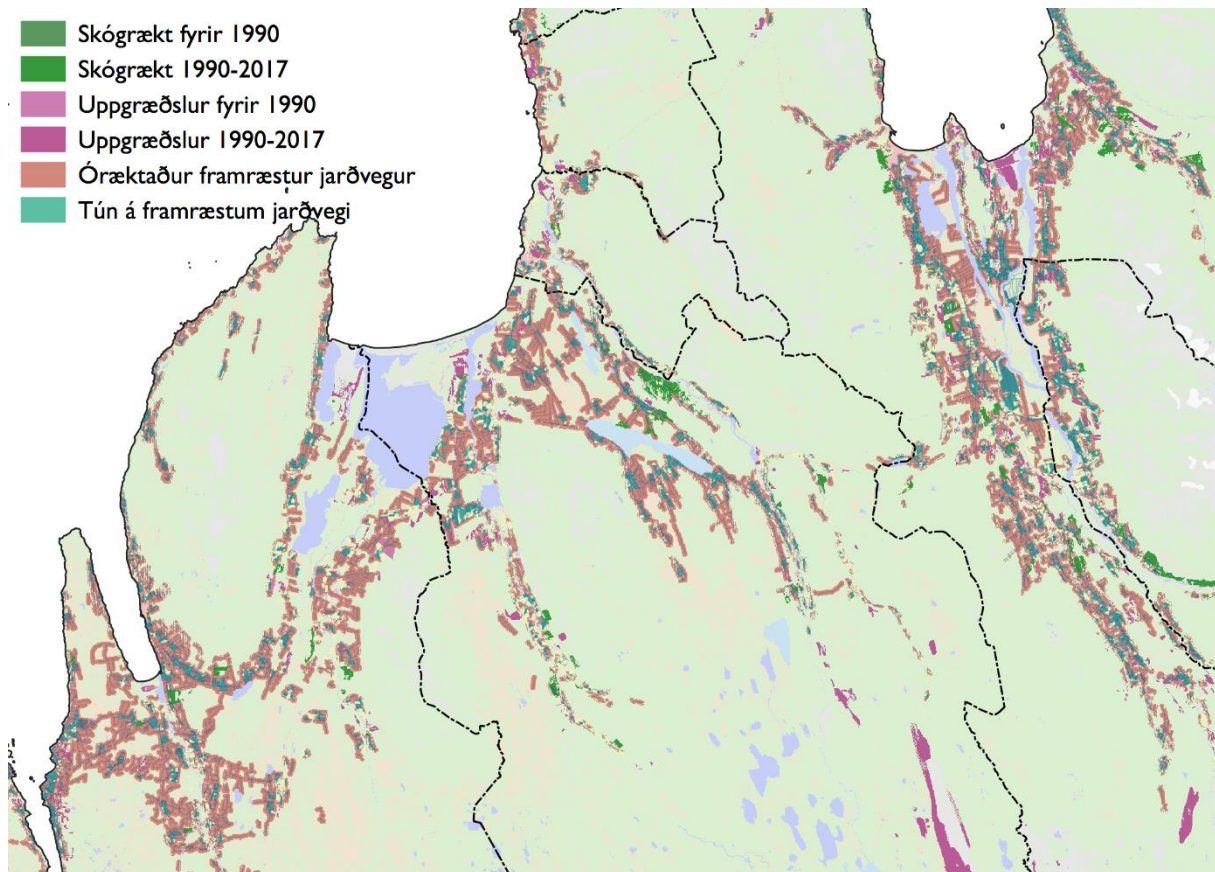 Skógrækt fyrir 1990
Skógrækt 1990-2017
Uppgræðslur fyrir 1990
Uppgræðslur 1990-2017
Óræktaður framræstur jarðvegur
Tún á framræstum jarðvegi